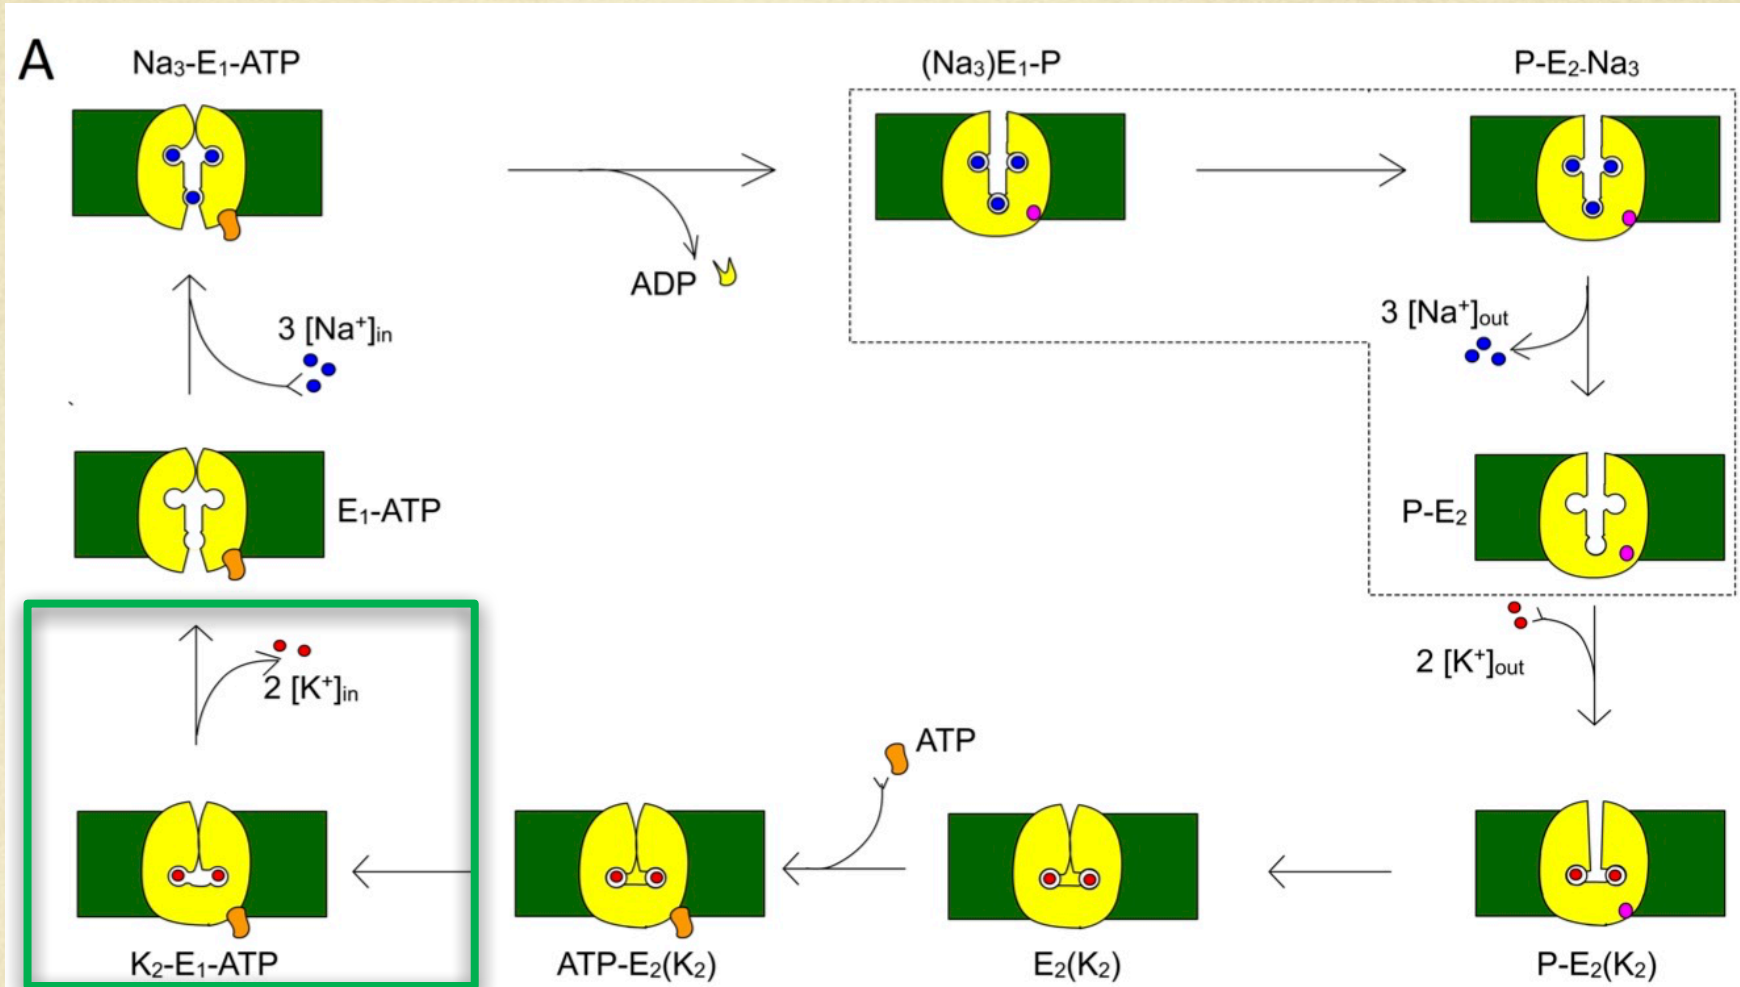 A
Na₃-E₁-ATP
(Na₃)E₁-P
P-E₂-Na₃
ADP
3 [Na⁺]in
3 [Na⁺]out
E₁-ATP
P-E₂
2 [K⁺]in
2 [K⁺]out
ATP
K₂-E₁-ATP
ATP-E₂(K₂)
E₂(K₂)
P-E₂(K₂)